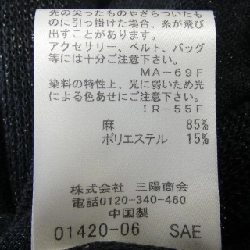 先の尖ったものやざらついたもの
に引っ掛けた場合、糸が飛び
出すことがあります。
アクセサリー、ベルト、バッグ
等には十分ご注意下さい。
MA-69F
染料の特性上、光に弱いため光
による色あせにご注意下さい。
IR-55F
麻 85%
ポリエステル 15%
株式会社 三陽商会
電話0120-340-460
中国製
01420-06 SAE